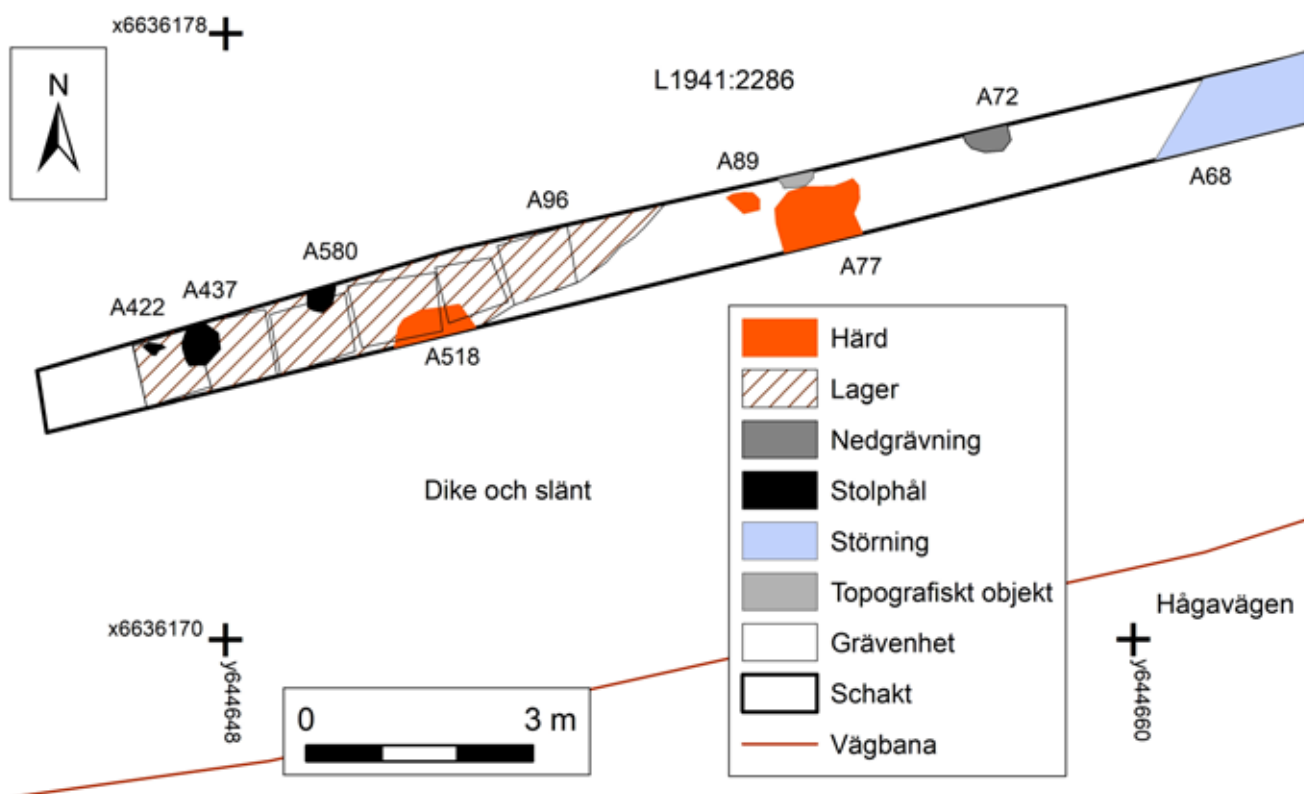 x6636178
N
L1941:2286
A72
A89
A68
A96
A580
A437
A422
A77
A518
Härd
Lager
Nedgrävning
Stolphål
Störning
Topografiskt objekt
Grävenhet
Schakt
Vägbana
Dike och slänt
Hågavägen
x6636170
y644648
y644660
0 3 m